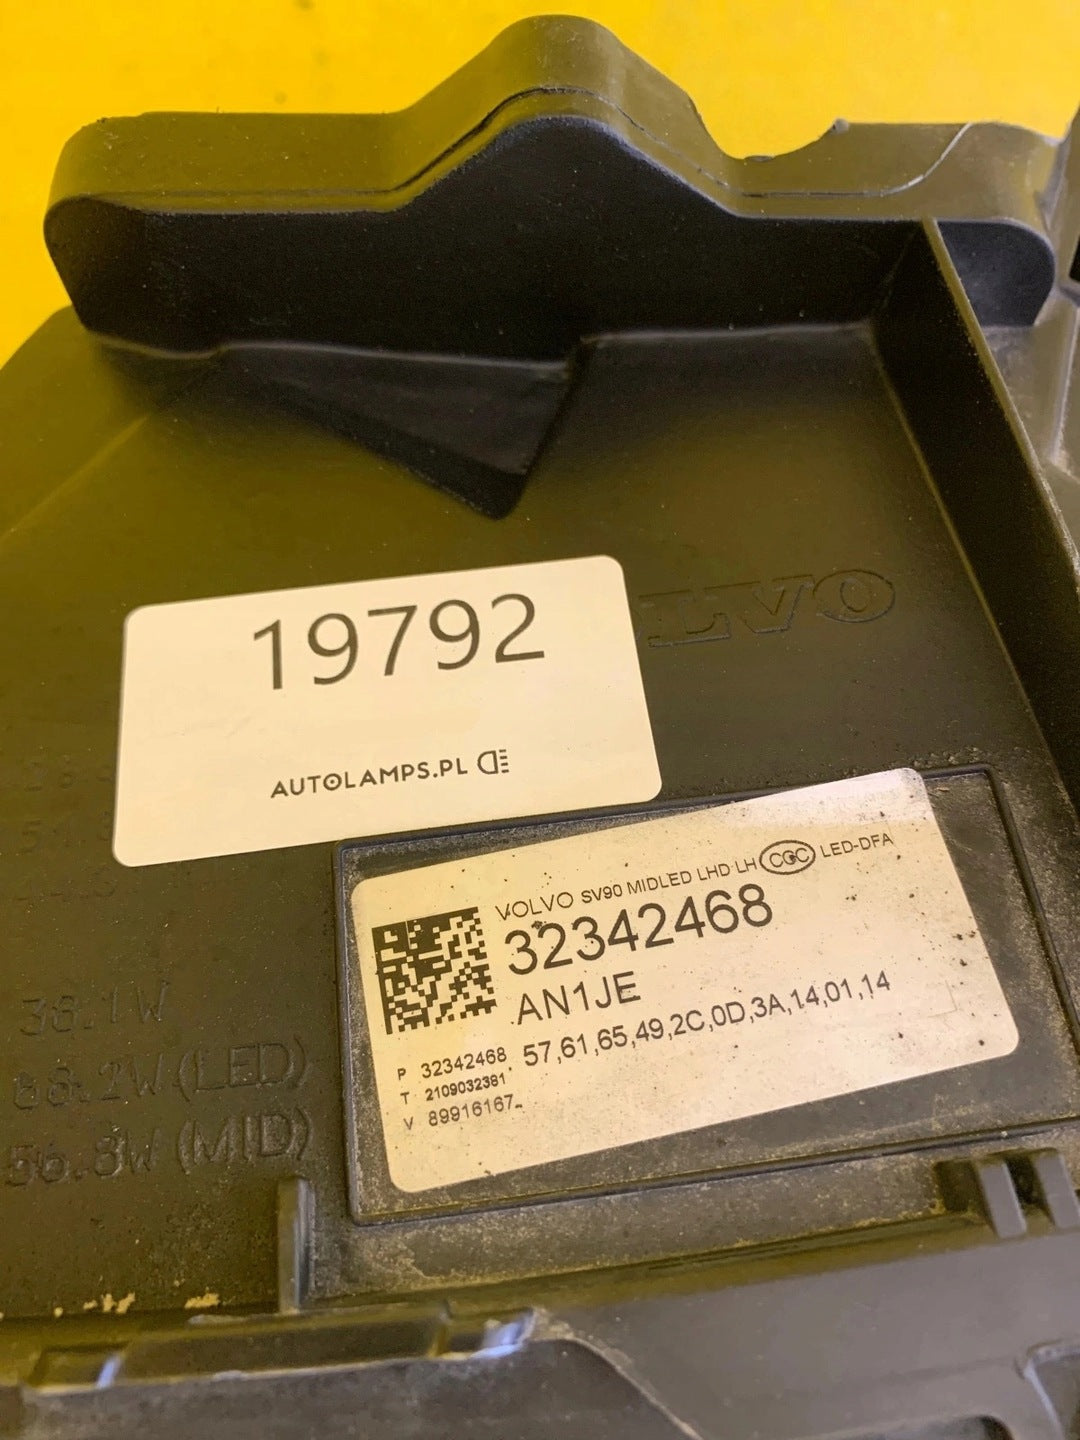 19792
AUTOLAMPS.PL
LVO
VOLVO SV90 MIDLED LHD LH CCC LED-DFA
32342468
AN1JE
57,61,65,49,2C,0D,3A,14,01,14
P 32342468
T 2109032381
V 89916167
38.1W
68.2W(LED)
56.8W(MID)